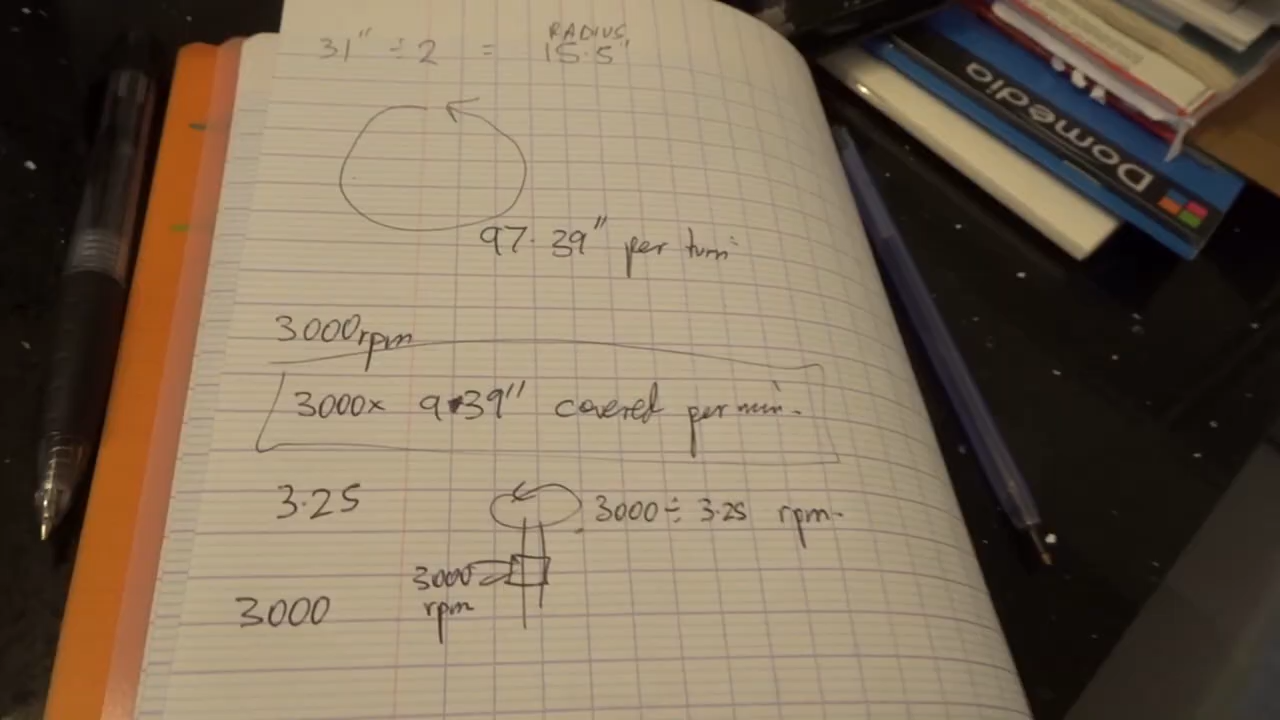 RADIUS
31" ÷ 2 = 15.5"
97.39" per turn
3000rpm
3000x 9.39" covered per min.
3.25
3000 ÷ 3.25 rpm.
3000
rpm
3000
Domedia